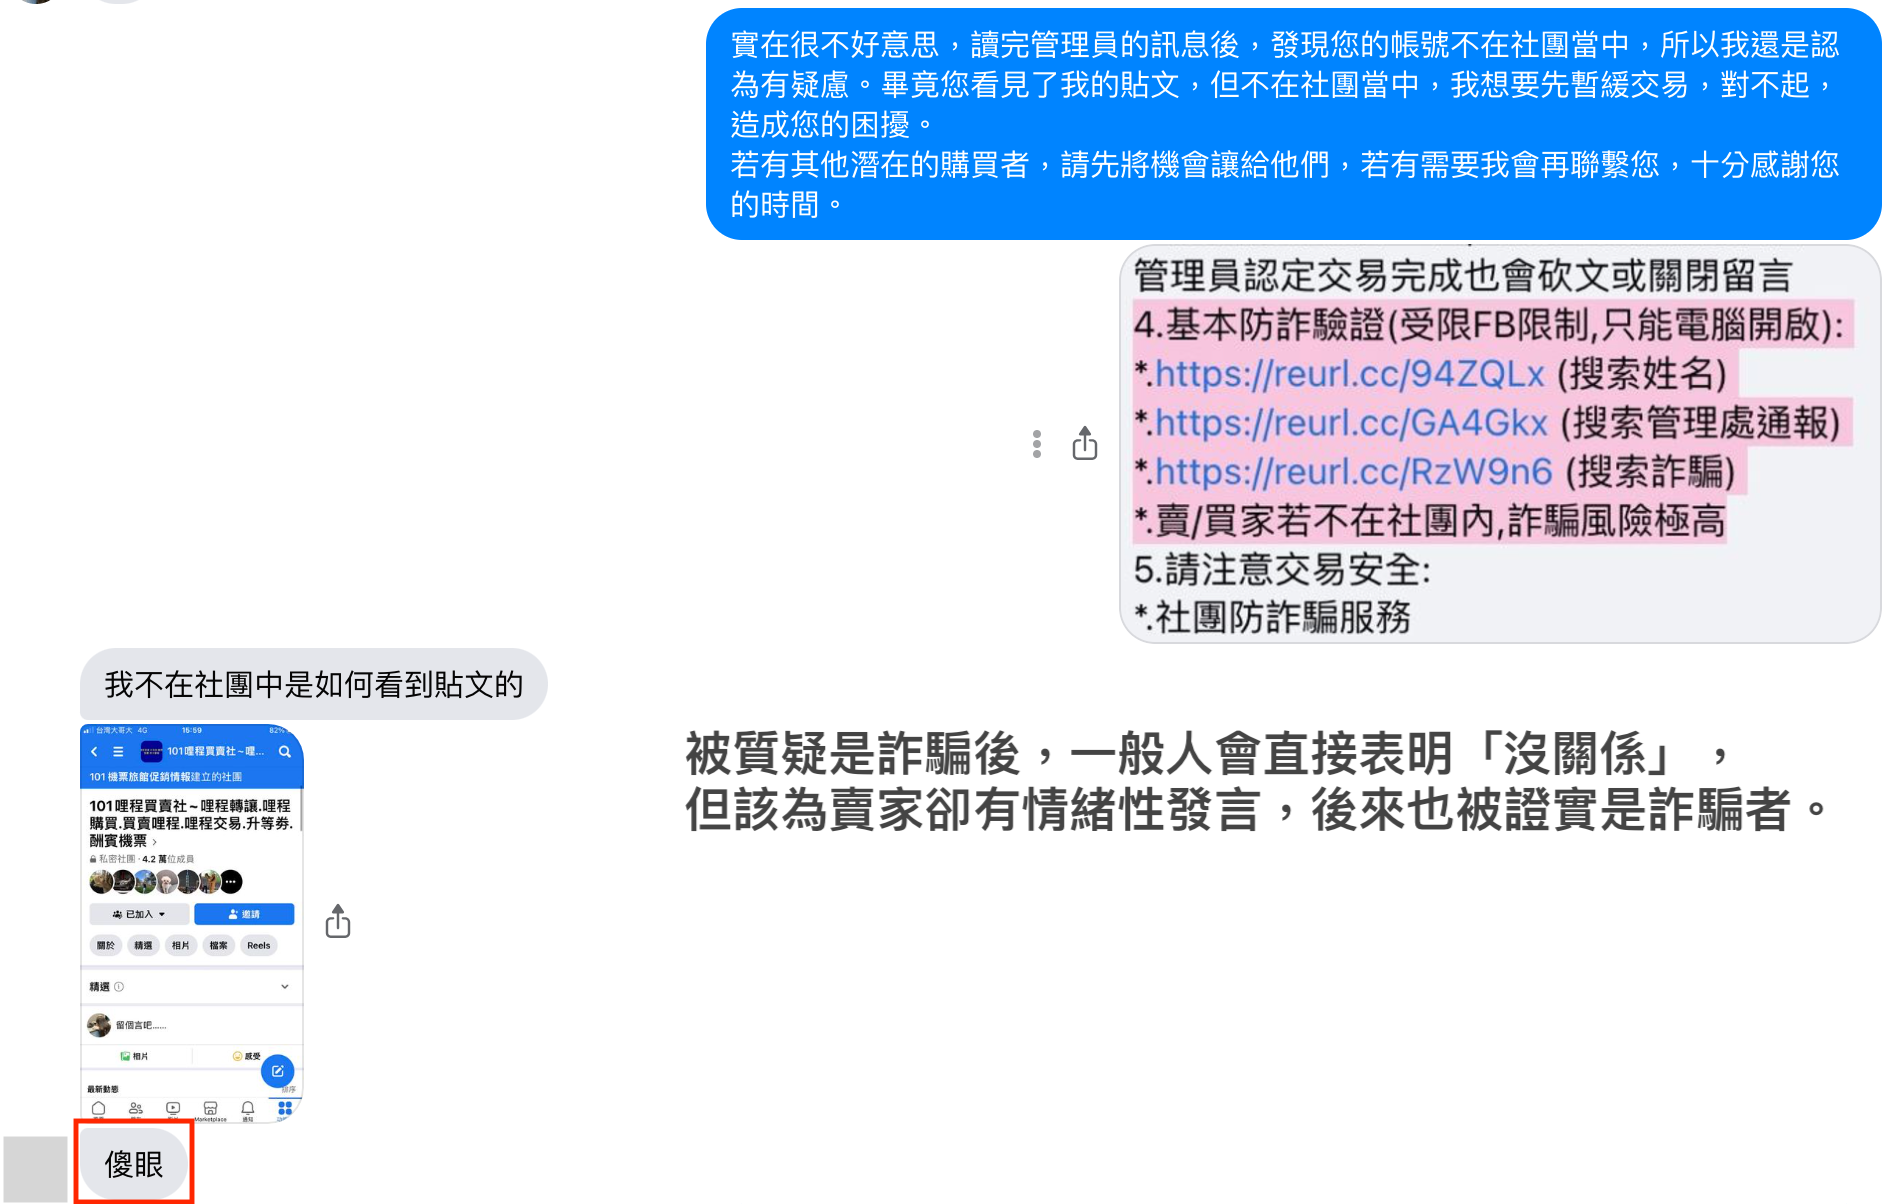 實在很不好意思，讀完管理員的訊息後，發現您的帳號不在社團當中，所以我還是認
為有疑慮。畢竟您看見了我的貼文，但不在社團當中，我想要先暫緩交易，對不起，
造成您的困擾。
若有其他潛在的購買者，請先將機會讓給他們，若有需要我會再聯繫您，十分感謝您
的時間。
管理員認定交易完成也會砍文或關閉留言
4.基本防詐驗證(受限FB限制,只能電腦開啟):
*.https://reurl.cc/94ZQLx (搜索姓名)
*.https://reurl.cc/GA4Gkx (搜索管理處通報)
*.https://reurl.cc/RzW9n6 (搜索詐騙)
*.賣/買家若不在社團內,詐騙風險極高
5.請注意交易安全:
*.社團防詐騙服務
我不在社團中是如何看到貼文的
被質疑是詐騙後，一般人會直接表明「沒關係」，
但該為賣家卻有情緒性發言，後來也被證實是詐騙者。
台灣大哥大 4G 15:59 82%
101哩程買賣社~哩...
101 機票旅館促銷情報建立的社團
101哩程買賣社~哩程轉讓.哩程
購買.買賣哩程.哩程交易.升等券.
酬賓機票 ›
私密社團 · 4.2 萬位成員
已加入 邀請
關於 精選 相片 檔案 Reels
精選
留個言吧......
相片 感受
最新動態 排序
Marketplace 通知
傻眼